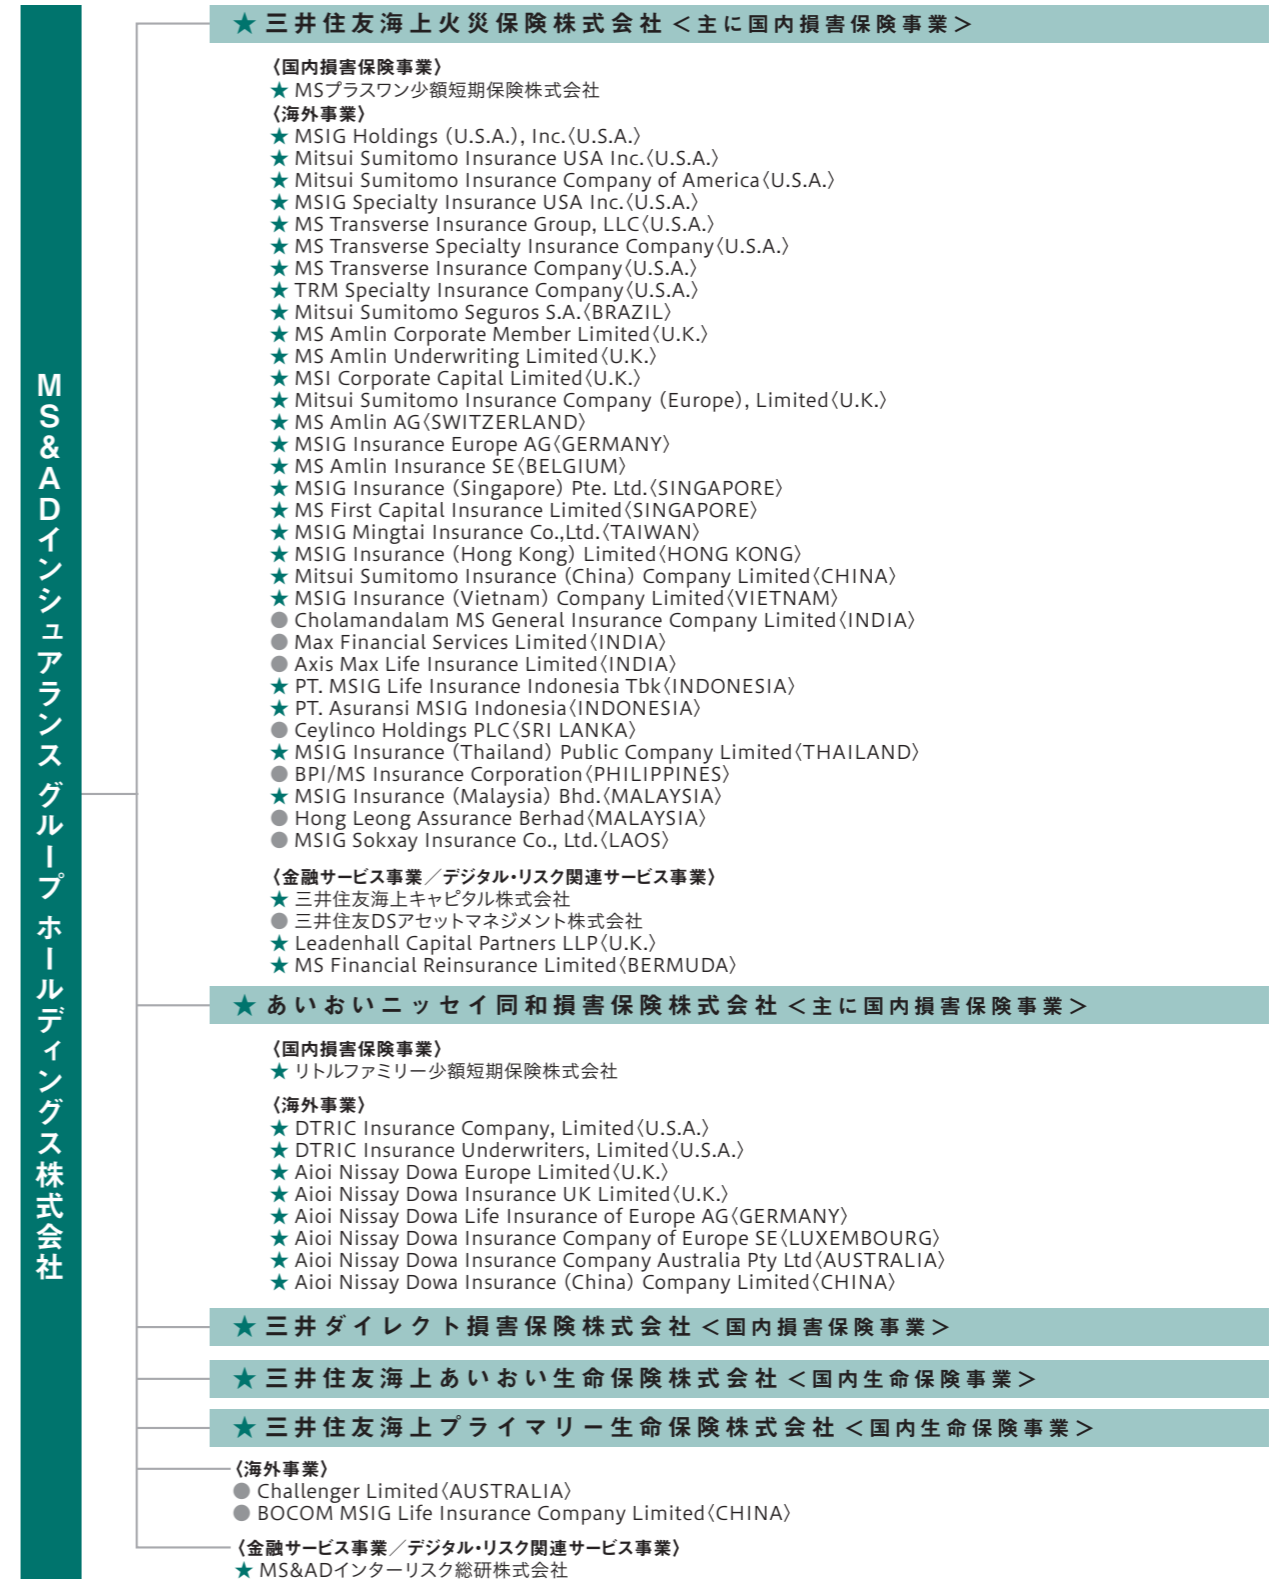 MS&ADインシュアランス グループ ホールディングス株式会社
★ 三井住友海上火災保険株式会社 ＜主に国内損害保険事業＞
〈国内損害保険事業〉
★ MSプラスワン少額短期保険株式会社
〈海外事業〉
★ MSIG Holdings (U.S.A.), Inc.〈U.S.A.〉
★ Mitsui Sumitomo Insurance USA Inc.〈U.S.A.〉
★ Mitsui Sumitomo Insurance Company of America〈U.S.A.〉
★ MSIG Specialty Insurance USA Inc.〈U.S.A.〉
★ MS Transverse Insurance Group, LLC〈U.S.A.〉
★ MS Transverse Specialty Insurance Company〈U.S.A.〉
★ MS Transverse Insurance Company〈U.S.A.〉
★ TRM Specialty Insurance Company〈U.S.A.〉
★ Mitsui Sumitomo Seguros S.A.〈BRAZIL〉
★ MS Amlin Corporate Member Limited〈U.K.〉
★ MS Amlin Underwriting Limited〈U.K.〉
★ MSI Corporate Capital Limited〈U.K.〉
★ Mitsui Sumitomo Insurance Company (Europe), Limited〈U.K.〉
★ MS Amlin AG〈SWITZERLAND〉
★ MSIG Insurance Europe AG〈GERMANY〉
★ MS Amlin Insurance SE〈BELGIUM〉
★ MSIG Insurance (Singapore) Pte. Ltd.〈SINGAPORE〉
★ MS First Capital Insurance Limited〈SINGAPORE〉
★ MSIG Mingtai Insurance Co.,Ltd.〈TAIWAN〉
★ MSIG Insurance (Hong Kong) Limited〈HONG KONG〉
★ Mitsui Sumitomo Insurance (China) Company Limited〈CHINA〉
★ MSIG Insurance (Vietnam) Company Limited〈VIETNAM〉
● Cholamandalam MS General Insurance Company Limited〈INDIA〉
● Max Financial Services Limited〈INDIA〉
● Axis Max Life Insurance Limited〈INDIA〉
★ PT. MSIG Life Insurance Indonesia Tbk〈INDONESIA〉
★ PT. Asuransi MSIG Indonesia〈INDONESIA〉
● Ceylinco Holdings PLC〈SRI LANKA〉
★ MSIG Insurance (Thailand) Public Company Limited〈THAILAND〉
● BPI/MS Insurance Corporation〈PHILIPPINES〉
★ MSIG Insurance (Malaysia) Bhd.〈MALAYSIA〉
● Hong Leong Assurance Berhad〈MALAYSIA〉
● MSIG Sokxay Insurance Co., Ltd.〈LAOS〉
〈金融サービス事業／デジタル・リスク関連サービス事業〉
★ 三井住友海上キャピタル株式会社
● 三井住友DSアセットマネジメント株式会社
★ Leadenhall Capital Partners LLP〈U.K.〉
★ MS Financial Reinsurance Limited〈BERMUDA〉
★ あいおいニッセイ同和損害保険株式会社 ＜主に国内損害保険事業＞
〈国内損害保険事業〉
★ リトルファミリー少額短期保険株式会社
〈海外事業〉
★ DTRIC Insurance Company, Limited〈U.S.A.〉
★ DTRIC Insurance Underwriters, Limited〈U.S.A.〉
★ Aioi Nissay Dowa Europe Limited〈U.K.〉
★ Aioi Nissay Dowa Insurance UK Limited〈U.K.〉
★ Aioi Nissay Dowa Life Insurance of Europe AG〈GERMANY〉
★ Aioi Nissay Dowa Insurance Company of Europe SE〈LUXEMBOURG〉
★ Aioi Nissay Dowa Insurance Company Australia Pty Ltd〈AUSTRALIA〉
★ Aioi Nissay Dowa Insurance (China) Company Limited〈CHINA〉
★ 三井ダイレクト損害保険株式会社 ＜国内損害保険事業＞
★ 三井住友海上あいおい生命保険株式会社 ＜国内生命保険事業＞
★ 三井住友海上プライマリー生命保険株式会社 ＜国内生命保険事業＞
〈海外事業〉
● Challenger Limited〈AUSTRALIA〉
● BOCOM MSIG Life Insurance Company Limited〈CHINA〉
〈金融サービス事業／デジタル・リスク関連サービス事業〉
★ MS&ADインターリスク総研株式会社